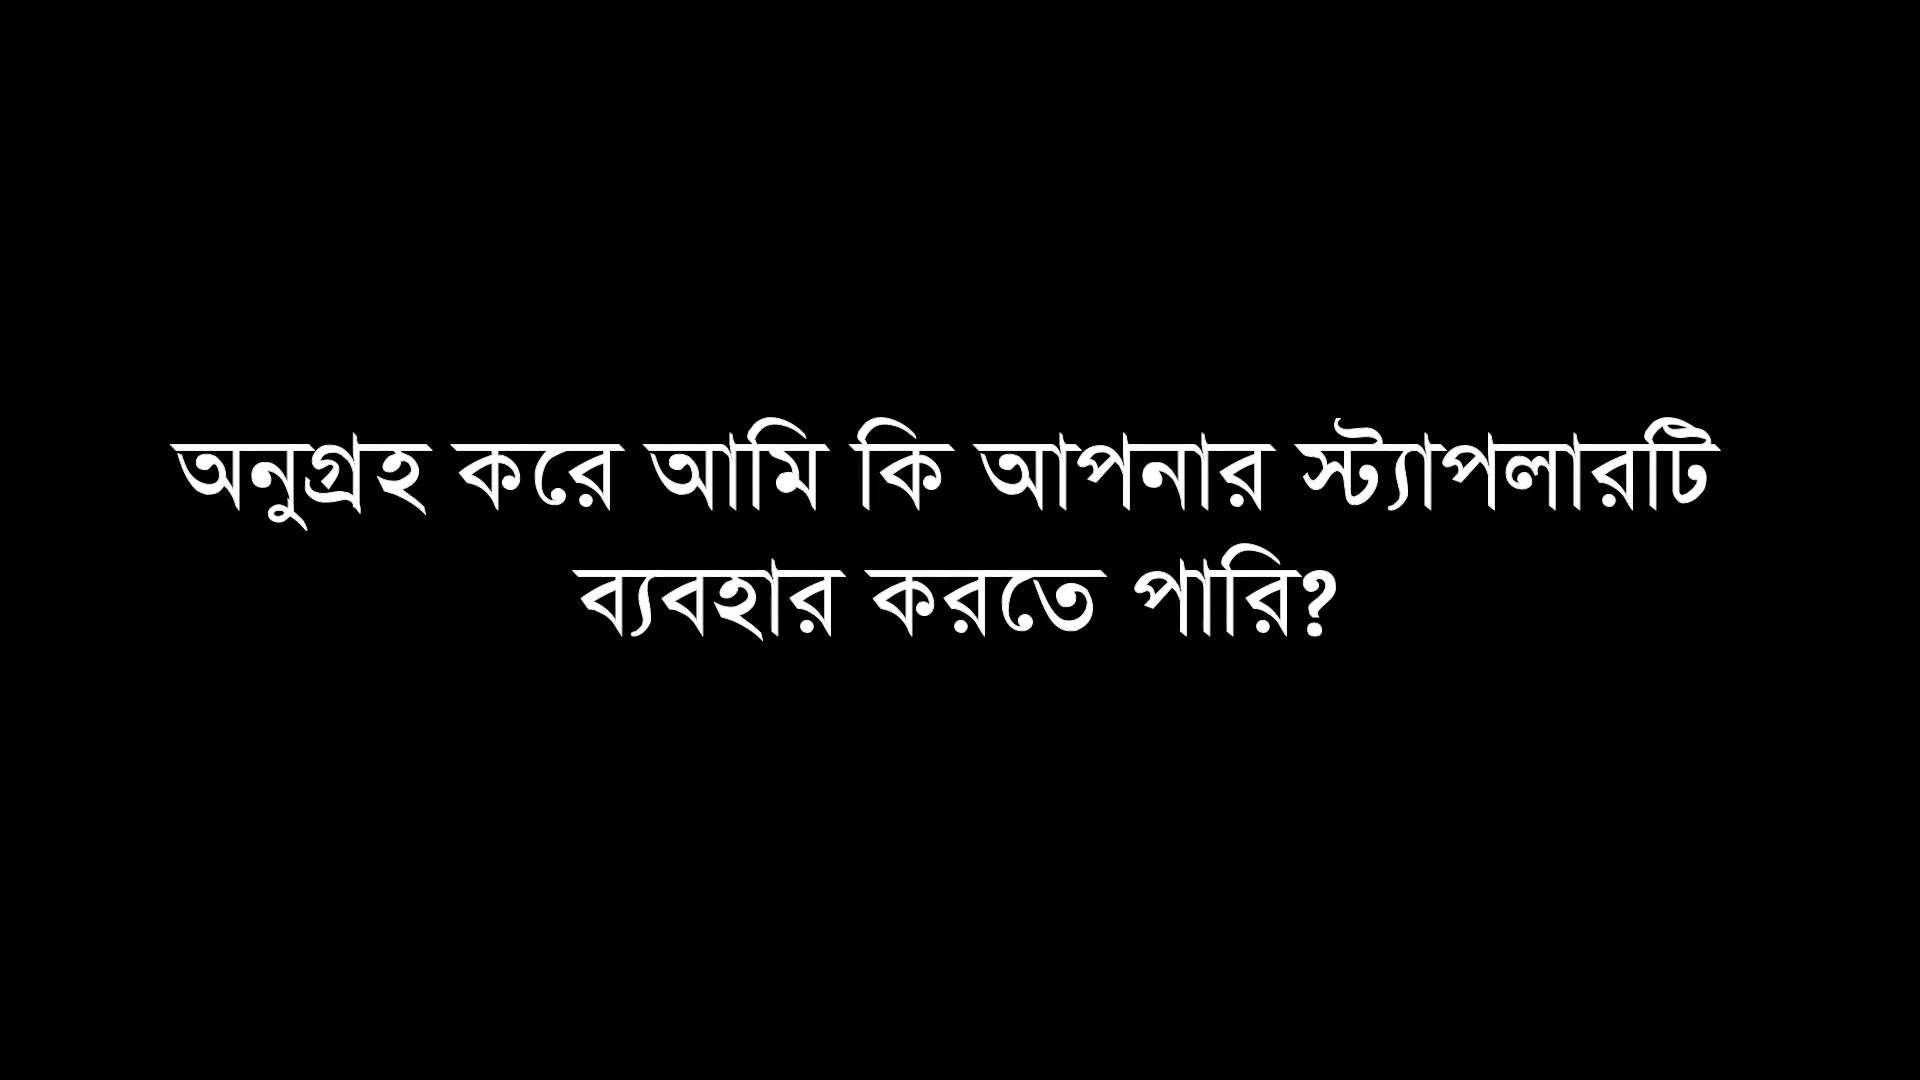 অনুগ্রহ করে আমি কি আপনার স্ট্যাপলারটি
ব্যবহার করতে পারি?